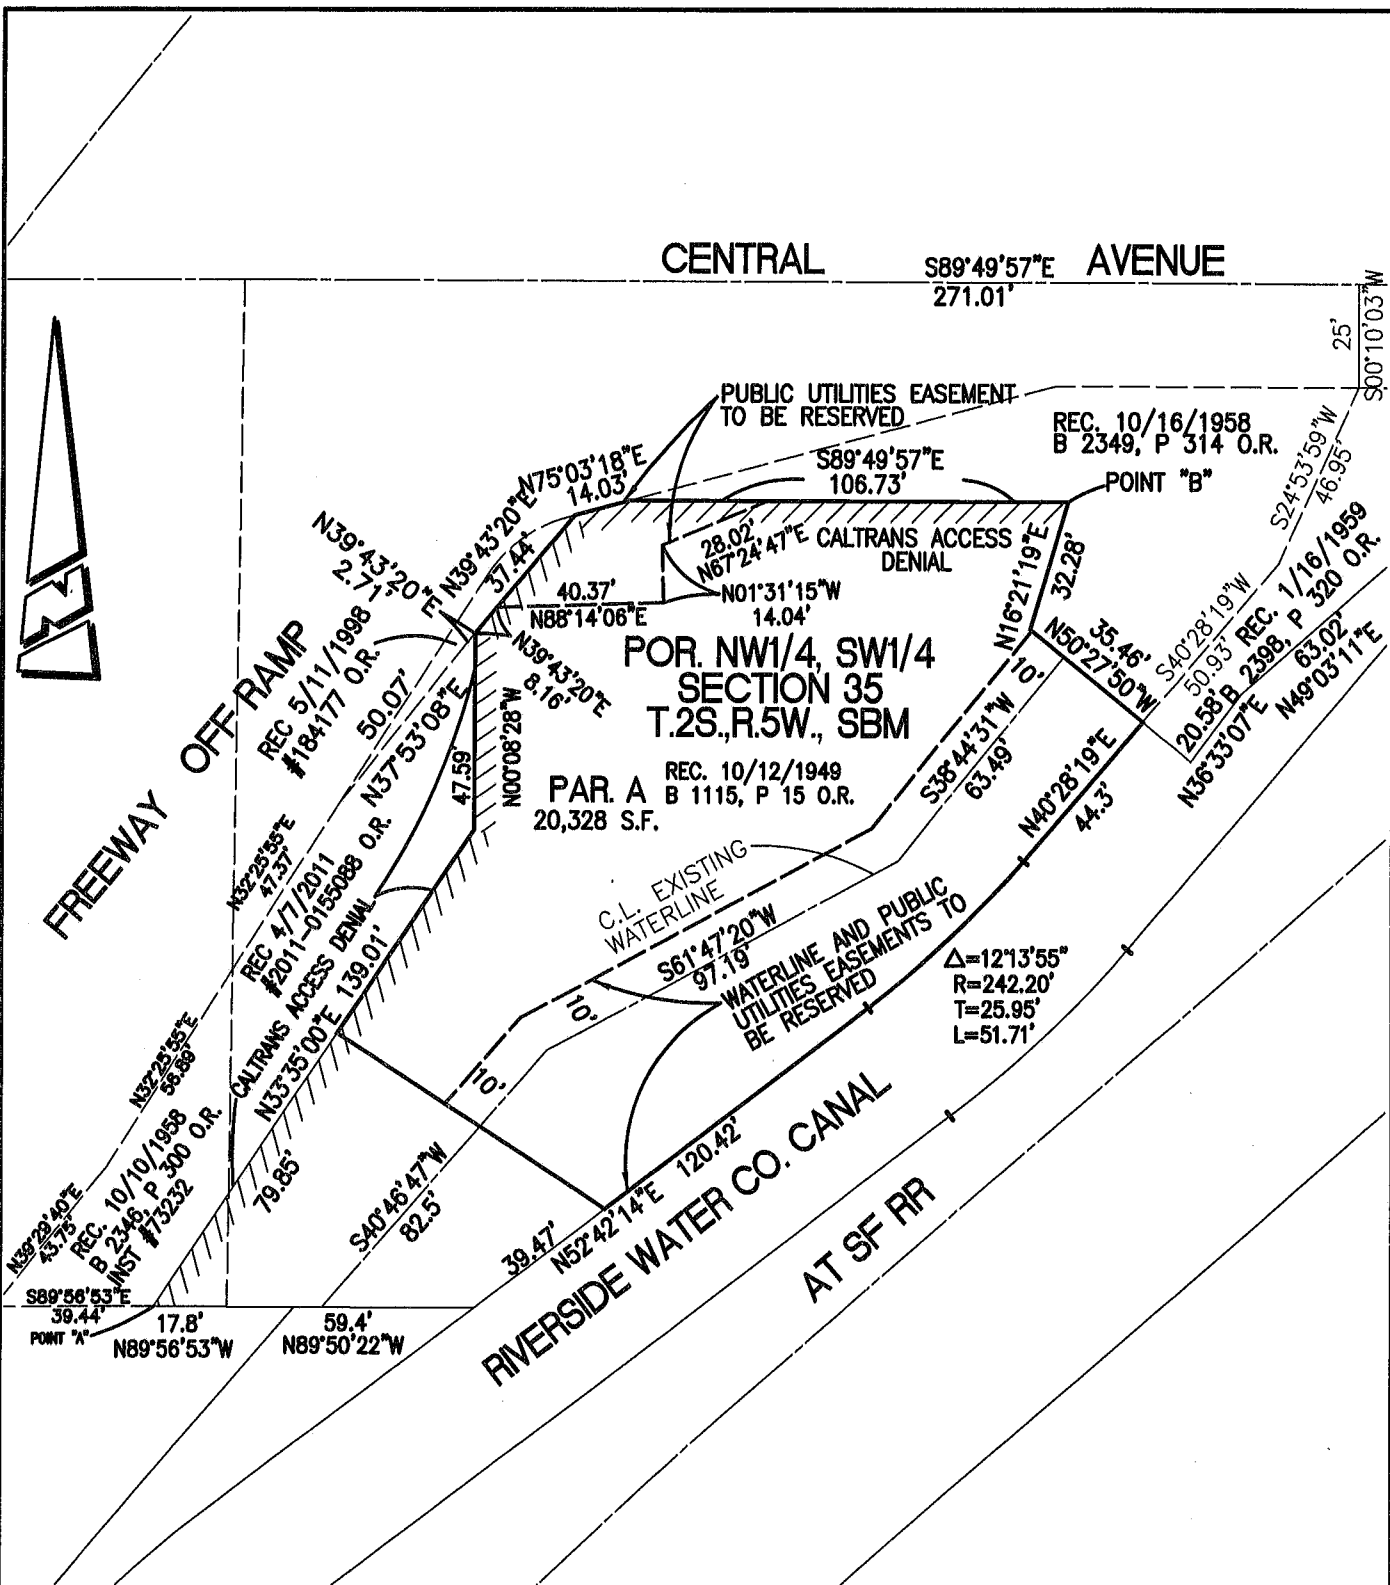 CENTRAL AVENUE
S89°49'57"E
271.01'
25'
S00°10'03"W
PUBLIC UTILITIES EASEMENT
TO BE RESERVED
REC. 10/16/1958
B 2349, P 314 O.R.
S24°53'59"W
46.95'
S89°49'57"E
106.73'
POINT "B"
N75°03'18"E
14.03'
N39°43'20"E
37.44'
N39°43'20"E
2.71'
28.02'
N67°24'47"E
CALTRANS ACCESS
DENIAL
N16°21'19"E
32.28'
40.37'
N88°14'06"E
N01°31'15"W
14.04'
N39°43'20"E
8.16'
POR. NW1/4, SW1/4
SECTION 35
T.2S.,R.5W., SBM
35.46'
N50°27'50"W
10'
S40°28'19"W
50.93'
REC. 1/16/1959
B 2398, P 320 O.R.
20.58'
N36°33'07"E
63.02'
N49°03'11"E
FREEWAY OFF RAMP
REC 5/11/1998
#184177 O.R.
50.07'
N37°53'08"E
47.59'
N00°08'28"W
PAR. A
20,328 S.F.
REC. 10/12/1949
B 1115, P 15 O.R.
S38°44'31"W
63.49'
N40°28'19"E
44.3'
N32°25'55"E
47.37'
REC 4/7/2011
#2011-0155088 O.R.
CALTRANS ACCESS DENIAL
N33°35'00"E 139.01'
C.L. EXISTING
WATERLINE
S61°47'20"W
97.19'
10'
10'
WATERLINE AND PUBLIC
UTILITIES EASEMENTS TO
BE RESERVED
Δ=12°13'55"
R=242.20'
T=25.95'
L=51.71'
N32°25'55"E
56.89'
REC. 10/10/1958
B 2346, P 300 O.R.
INST #73232
79.85'
N39°29'40"E
43.75'
S40°46'47"W
82.5'
39.47'
N52°42'14"E 120.42'
RIVERSIDE WATER CO. CANAL
AT SF RR
S89°56'53"E
39.44'
POINT "A"
17.8'
N89°56'53"W
59.4'
N89°50'22"W